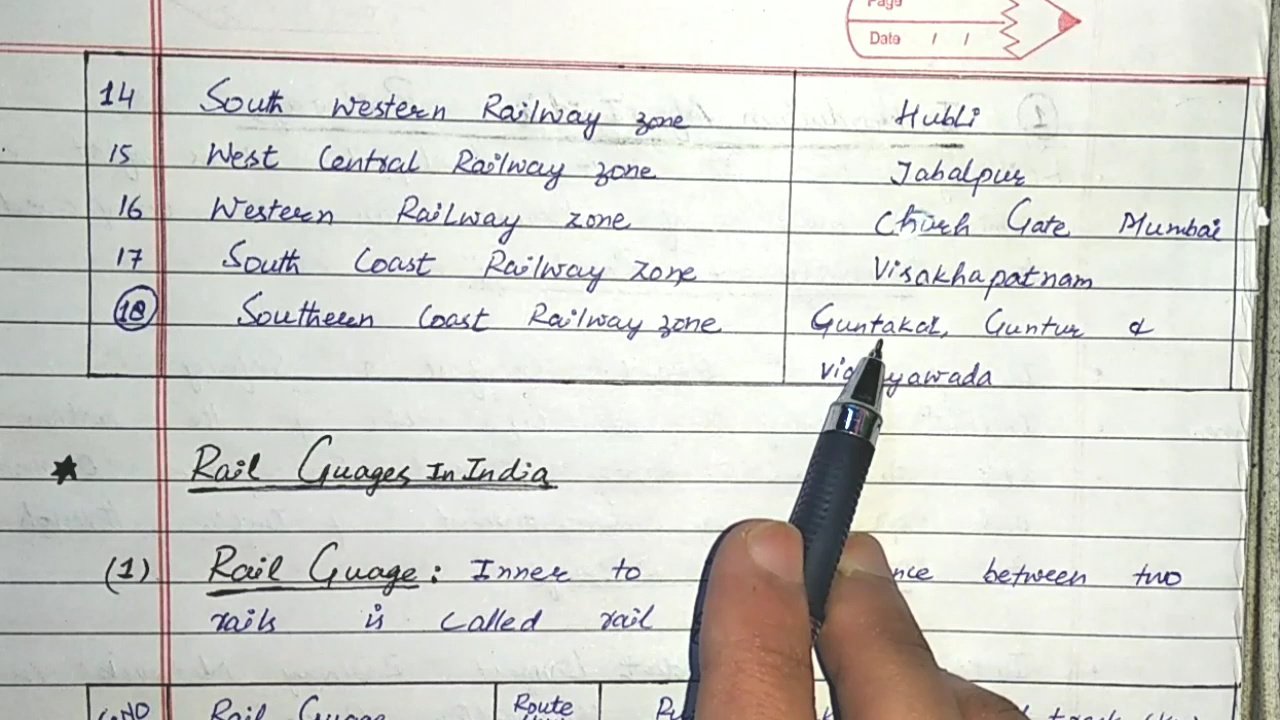 Page
Date / /
14 South western Railway zone Hubli
15 West Central Railway zone Jabalpur
16 Western Railway zone Church Gate Mumbai
17 South Coast Railway zone Visakhapatnam
18 Southern Coast Railway zone Guntakal, Guntur &
★ Rail Guages In India
(1) Rail Guage: Inner to between two
rails is called rail
Rail Guage Route